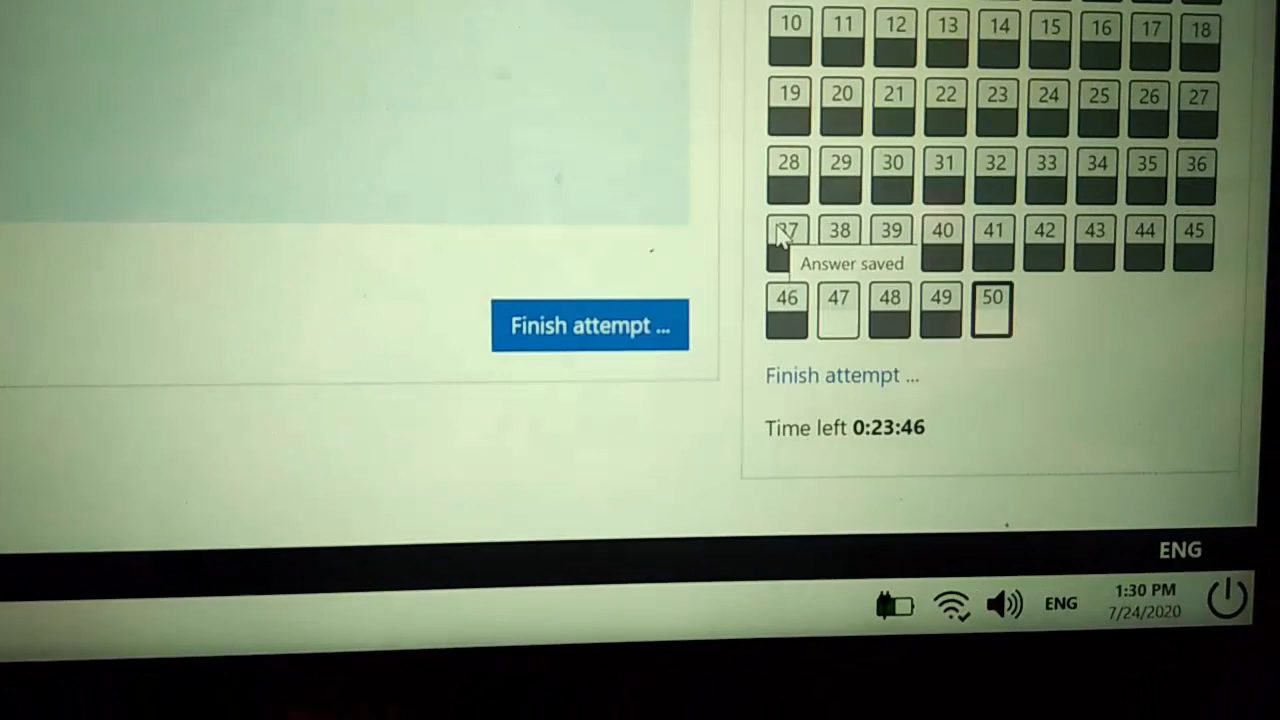 10 11 12 13 14 15 16 17 18
19 20 21 22 23 24 25 26 27
28 29 30 31 32 33 34 35 36
37 38 39 40 41 42 43 44 45
Answer saved
46 47 48 49 50
Finish attempt ...
Finish attempt ...
Time left 0:23:46
ENG
ENG
1:30 PM
7/24/2020